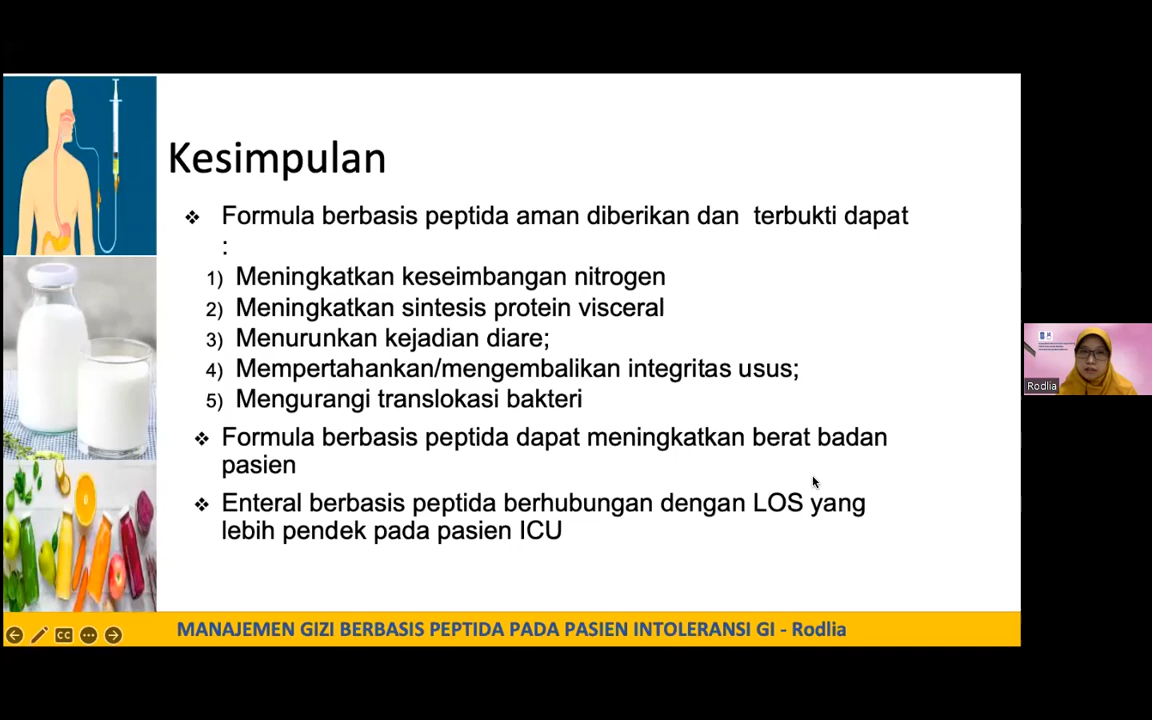 Kesimpulan
❖ Formula berbasis peptida aman diberikan dan terbukti dapat
:
1) Meningkatkan keseimbangan nitrogen
2) Meningkatkan sintesis protein visceral
3) Menurunkan kejadian diare;
4) Mempertahankan/mengembalikan integritas usus;
5) Mengurangi translokasi bakteri
❖ Formula berbasis peptida dapat meningkatkan berat badan
pasien
❖ Enteral berbasis peptida berhubungan dengan LOS yang
lebih pendek pada pasien ICU
CC
MANAJEMEN GIZI BERBASIS PEPTIDA PADA PASIEN INTOLERANSI GI - Rodlia
Rodlia